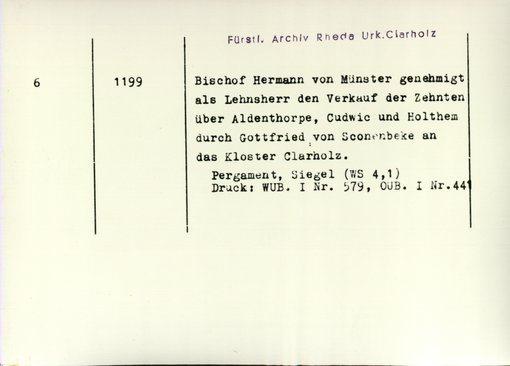 Fürstl. Archiv Rheda Urk.Clarholz
6 1199 Bischof Hermann von Münster genehmigt
als Lehnsherr den Verkauf der Zehnten
über Aldenthorpe, Cudwic und Holthem
durch Gottfried von Sconenbeke an
das Kloster Clarholz.
Pergament, Siegel (WS 4,1)
Druck: WUB. I Nr. 579, OUB. I Nr.441